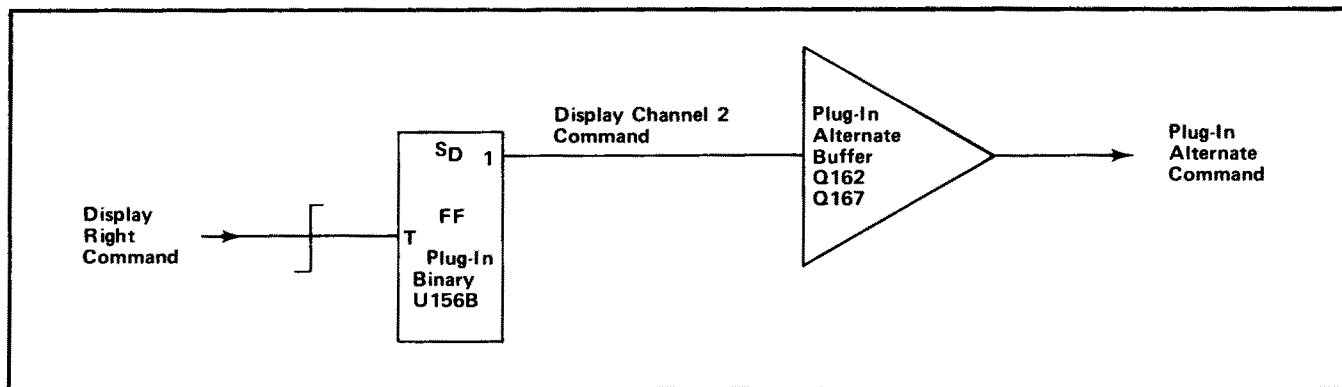 Display
Right
Command
SD 1
FF
T
Plug-In
Binary
U156B
Display Channel 2
Command
Plug-In
Alternate
Buffer
Q162
Q167
Plug-In
Alternate
Command